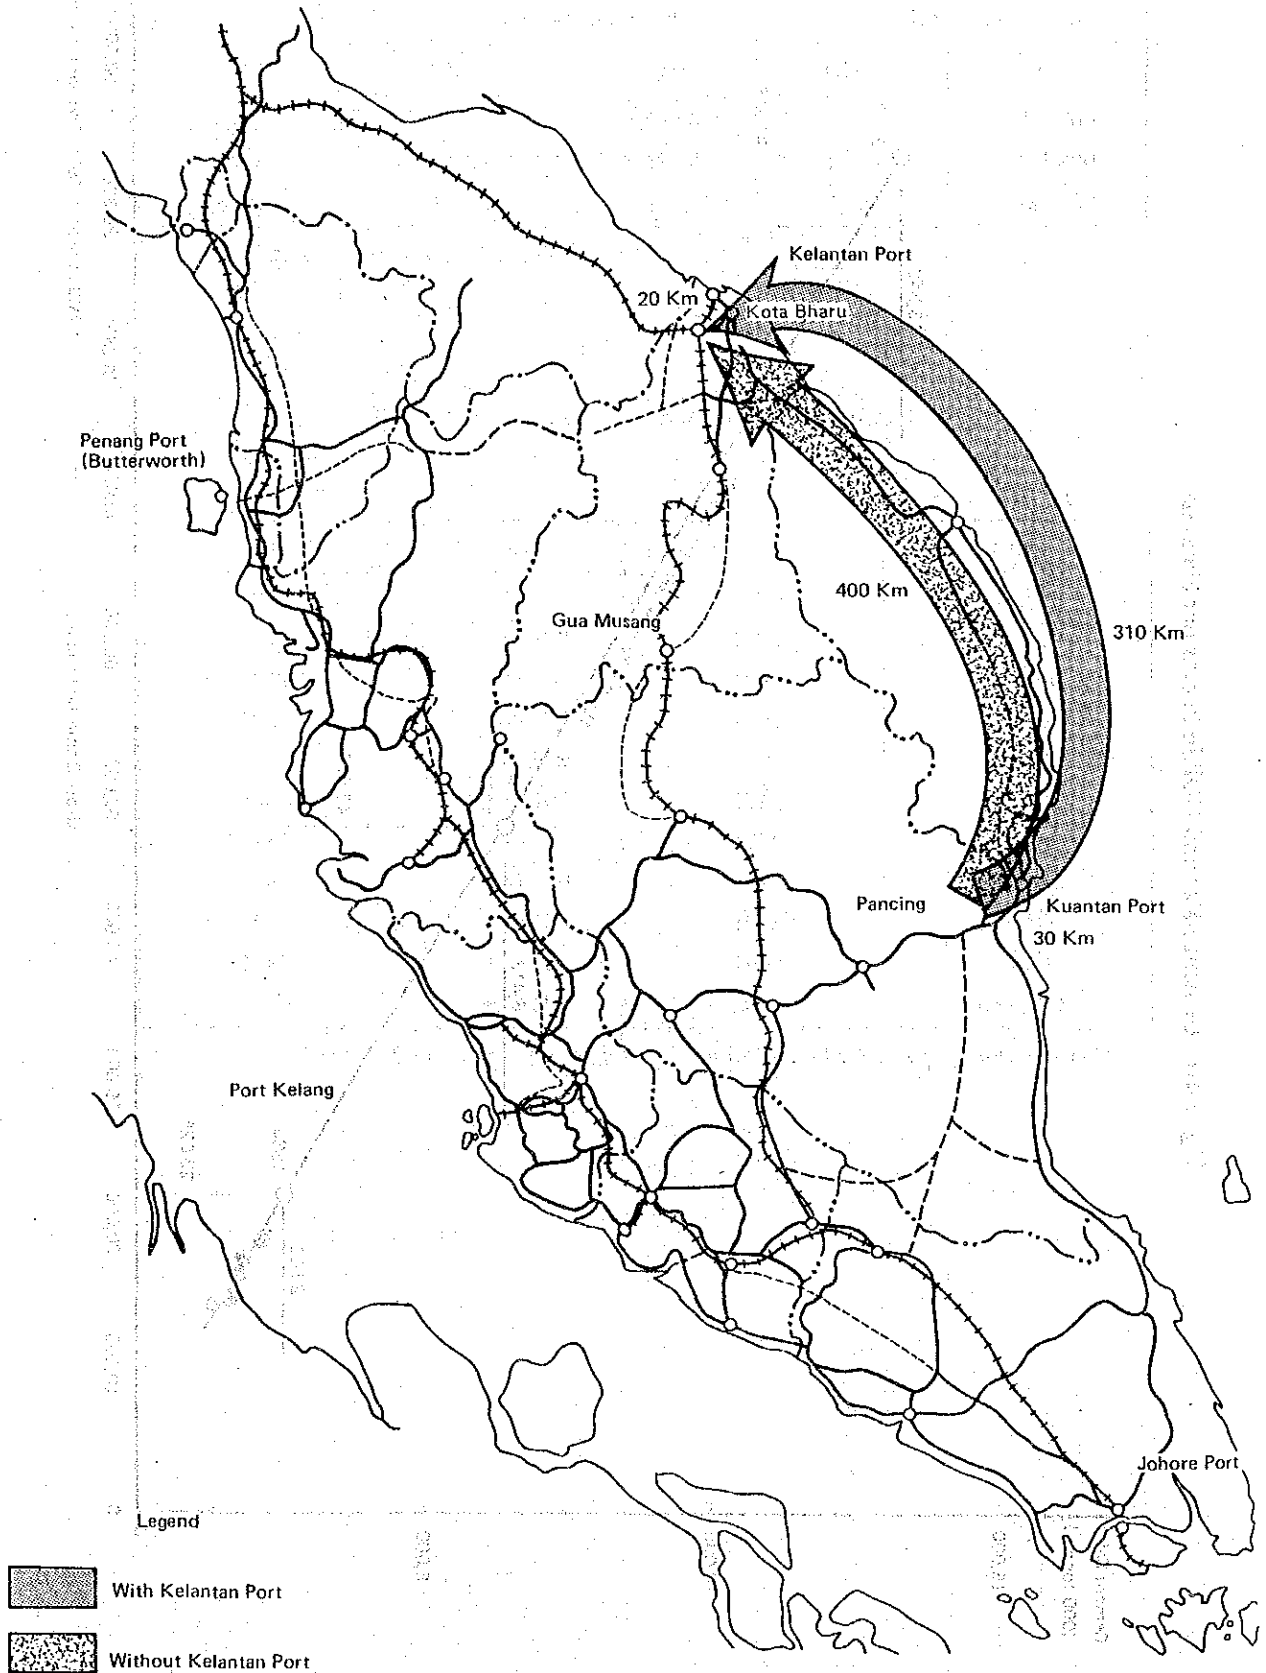 Kelantan Port
20 Km
Kota Bharu
Penang Port
(Butterworth)
400 Km
Gua Musang
310 Km
Pancing
Kuantan Port
30 Km
Port Kelang
Johore Port
Legend
With Kelantan Port
Without Kelantan Port